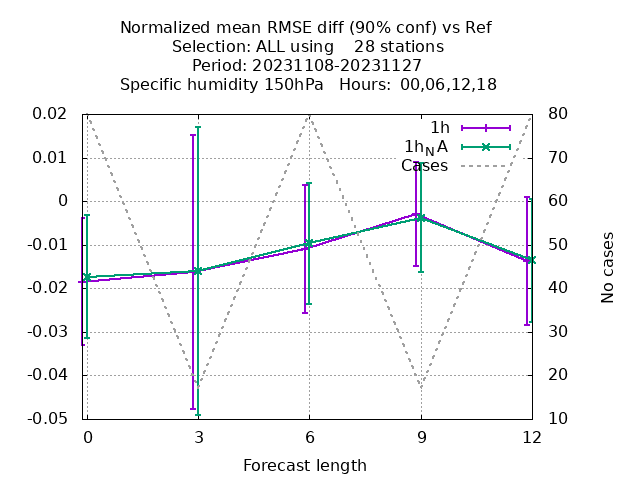 Normalized mean RMSE diff (90% conf) vs Ref
Selection: ALL using    28 stations
Period: 20231108-20231127
Specific humidity 150hPa   Hours:  00,06,12,18
0.02
0.01
0
-0.01
-0.02
-0.03
-0.04
-0.05
80
70
60
50
40
30
20
10
1h
1h_NA
Cases
No cases
0
3
6
9
12
Forecast length